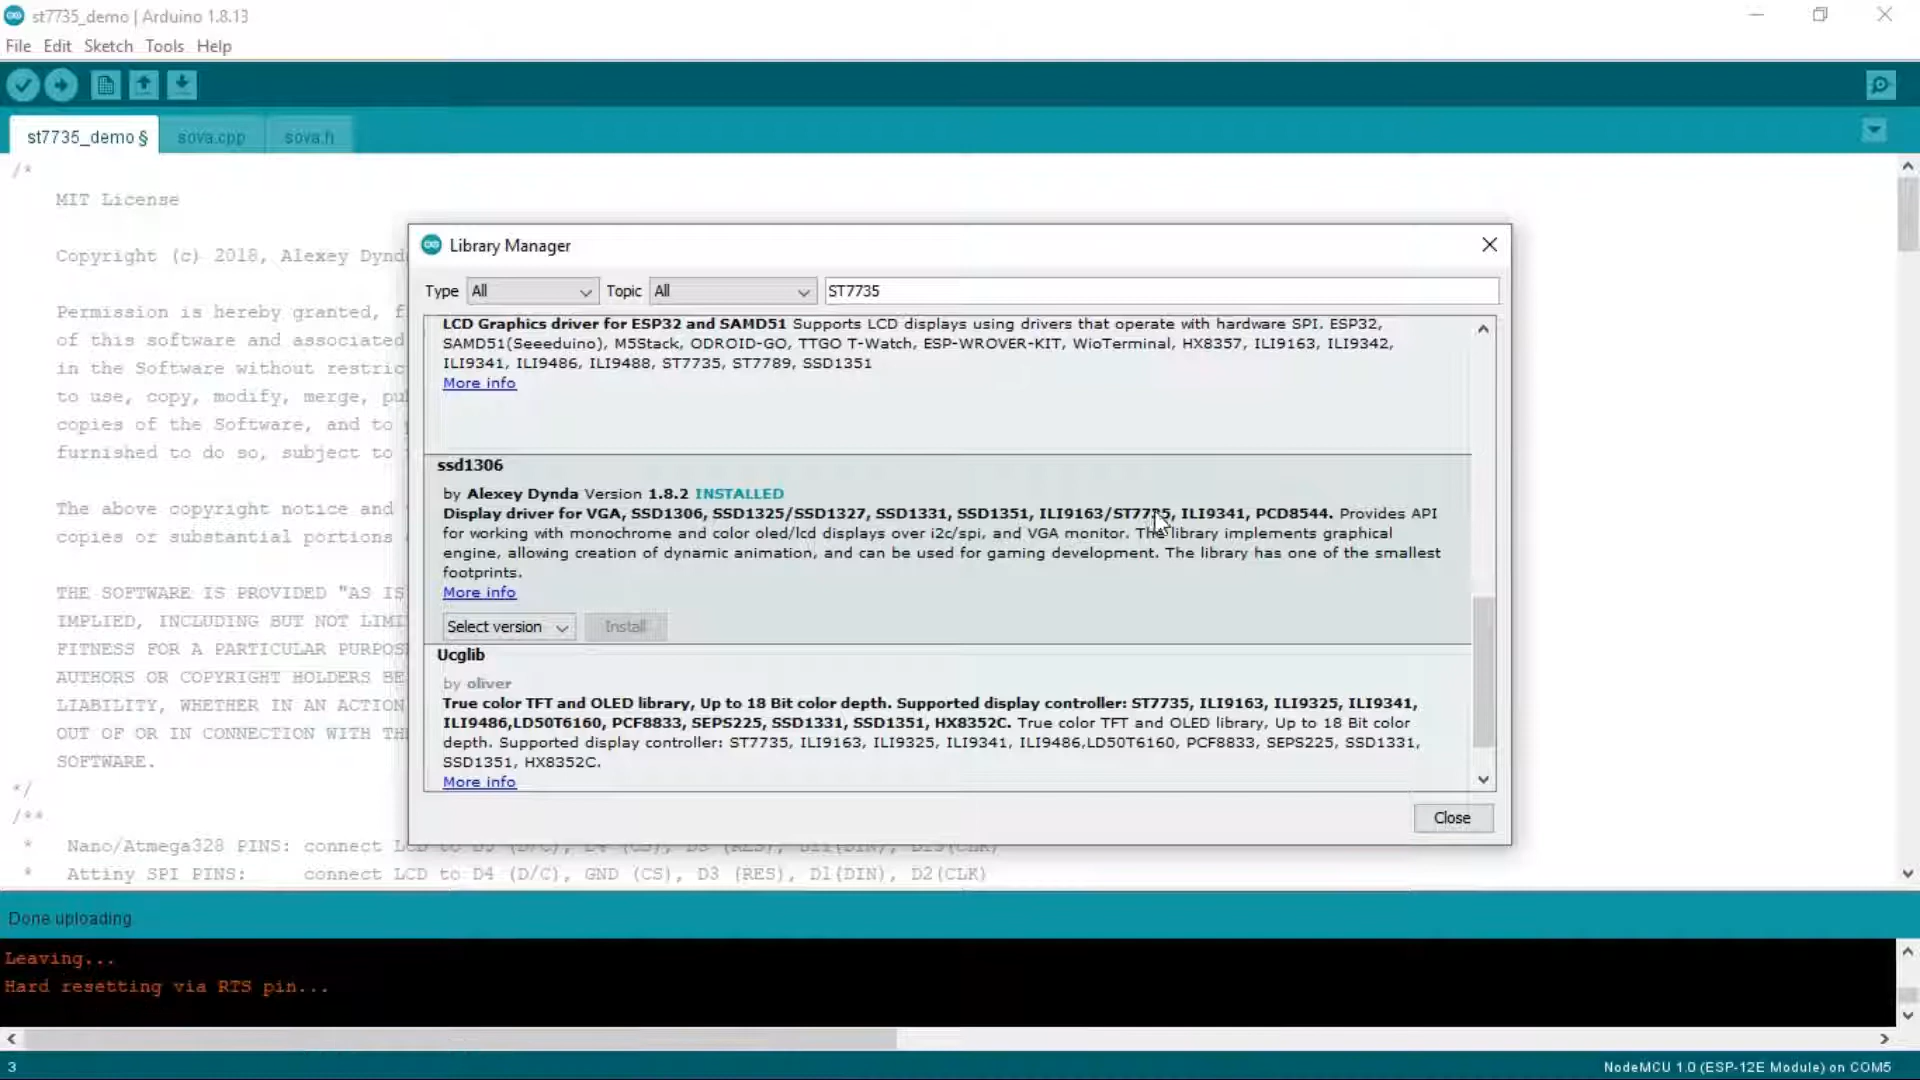 st7735_demo | Arduino 1.8.13
File Edit Sketch Tools Help
st7735_demo § sova.cpp sova.h
/*
MIT License
Copyright (c) 2018, Alexey Dynd
Permission is hereby granted, f
of this software and associated
in the Software without restric
to use, copy, modify, merge, pu
copies of the Software, and to
furnished to do so, subject to
The above copyright notice and
copies or substantial portions
THE SOFTWARE IS PROVIDED "AS IS
IMPLIED, INCLUDING BUT NOT LIMI
FITNESS FOR A PARTICULAR PURPOS
AUTHORS OR COPYRIGHT HOLDERS BE
LIABILITY, WHETHER IN AN ACTION
OUT OF OR IN CONNECTION WITH TH
SOFTWARE.
*/
/**
* Nano/Atmega328 PINS: connect LCD to D5 (D/C), D4 (CS), D3 (RES), D11(DIN), D13(CLK)
* Attiny SPI PINS: connect LCD to D4 (D/C), GND (CS), D3 (RES), D1(DIN), D2(CLK)
Library Manager
Type All Topic All ST7735
LCD Graphics driver for ESP32 and SAMD51 Supports LCD displays using drivers that operate with hardware SPI. ESP32,
SAMD51(Seeeduino), M5Stack, ODROID-GO, TTGO T-Watch, ESP-WROVER-KIT, WioTerminal, HX8357, ILI9163, ILI9342,
ILI9341, ILI9486, ILI9488, ST7735, ST7789, SSD1351
More info
ssd1306
by Alexey Dynda Version 1.8.2 INSTALLED
Display driver for VGA, SSD1306, SSD1325/SSD1327, SSD1331, SSD1351, ILI9163/ST7735, ILI9341, PCD8544. Provides API
for working with monochrome and color oled/lcd displays over i2c/spi, and VGA monitor. The library implements graphical
engine, allowing creation of dynamic animation, and can be used for gaming development. The library has one of the smallest
footprints.
More info
Select version Install
Ucglib
by oliver
True color TFT and OLED library, Up to 18 Bit color depth. Supported display controller: ST7735, ILI9163, ILI9325, ILI9341,
ILI9486,LD50T6160, PCF8833, SEPS225, SSD1331, SSD1351, HX8352C. True color TFT and OLED library, Up to 18 Bit color
depth. Supported display controller: ST7735, ILI9163, ILI9325, ILI9341, ILI9486,LD50T6160, PCF8833, SEPS225, SSD1331,
SSD1351, HX8352C.
More info
Close
Done uploading.
Leaving...
Hard resetting via RTS pin...
3
NodeMCU 1.0 (ESP-12E Module) on COM5